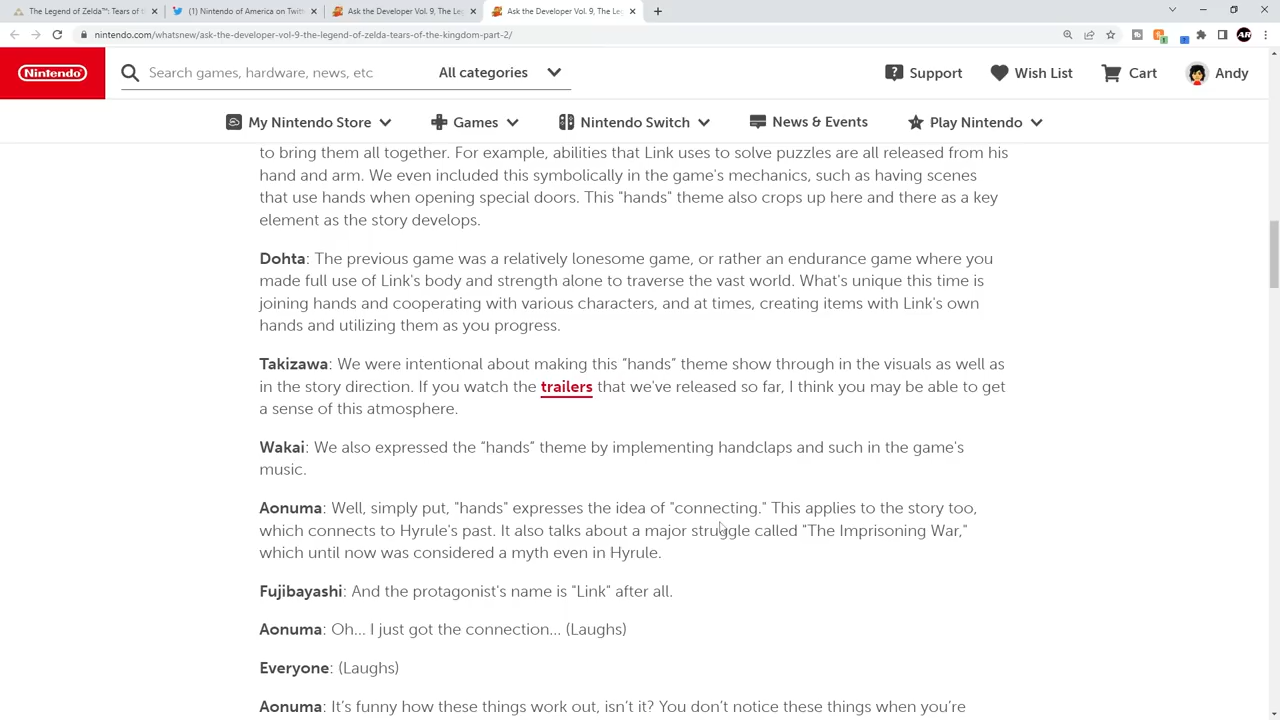 The Legend of Zelda™: Tears of t
(1) Nintendo of America on Twitt
Ask the Developer Vol. 9, The Leg
Ask the Developer Vol. 9, The Leg
nintendo.com/whatsnew/ask-the-developer-vol-9-the-legend-of-zelda-tears-of-the-kingdom-part-2/
AR
Nintendo
Search games, hardware, news, etc
All categories
Support
Wish List
Cart
Andy
My Nintendo Store
Games
Nintendo Switch
News & Events
Play Nintendo
to bring them all together. For example, abilities that Link uses to solve puzzles are all released from his
hand and arm. We even included this symbolically in the game's mechanics, such as having scenes
that use hands when opening special doors. This "hands" theme also crops up here and there as a key
element as the story develops.
Dohta: The previous game was a relatively lonesome game, or rather an endurance game where you
made full use of Link's body and strength alone to traverse the vast world. What's unique this time is
joining hands and cooperating with various characters, and at times, creating items with Link's own
hands and utilizing them as you progress.
Takizawa: We were intentional about making this “hands” theme show through in the visuals as well as
in the story direction. If you watch the trailers that we've released so far, I think you may be able to get
a sense of this atmosphere.
Wakai: We also expressed the “hands” theme by implementing handclaps and such in the game's
music.
Aonuma: Well, simply put, "hands" expresses the idea of "connecting." This applies to the story too,
which connects to Hyrule's past. It also talks about a major struggle called "The Imprisoning War,"
which until now was considered a myth even in Hyrule.
Fujibayashi: And the protagonist's name is "Link" after all.
Aonuma: Oh… I just got the connection… (Laughs)
Everyone: (Laughs)
Aonuma: It’s funny how these things work out, isn’t it? You don’t notice these things when you’re